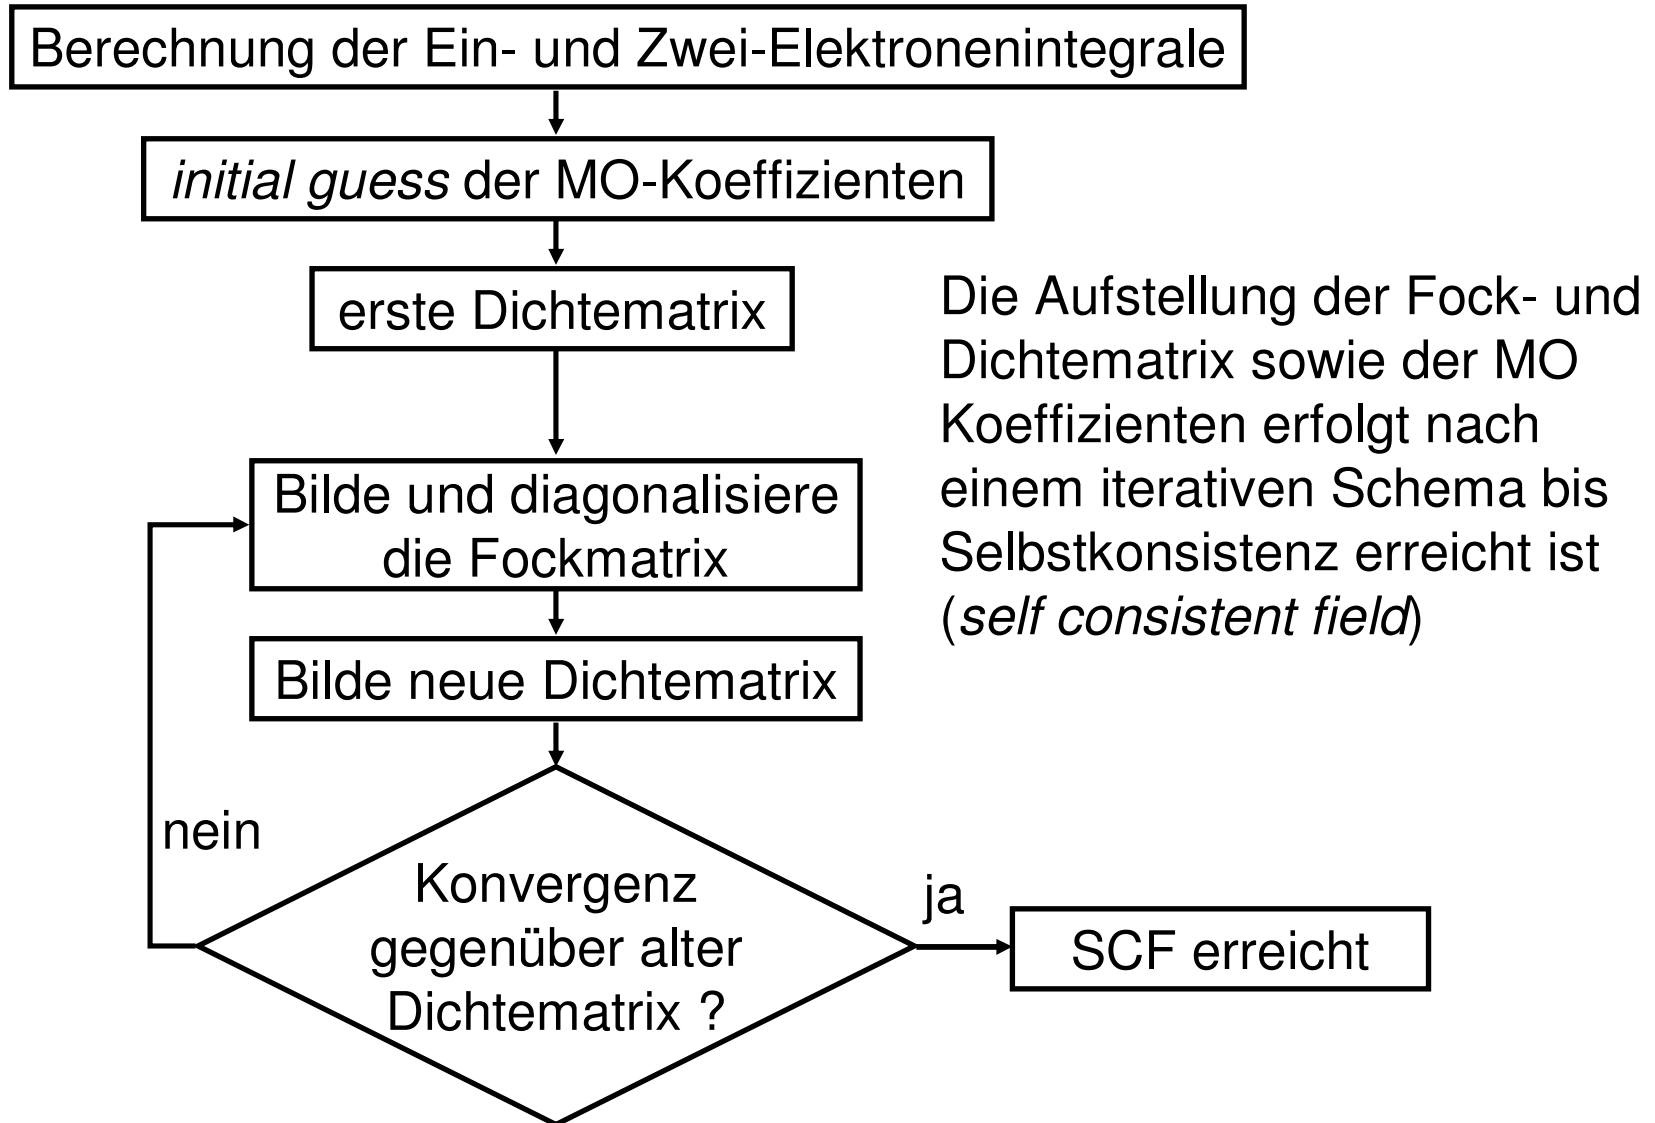 Berechnung der Ein- und Zwei-Elektronenintegrale
initial guess der MO-Koeffizienten
erste Dichtematrix
Die Aufstellung der Fock- und
Dichtematrix sowie der MO
Koeffizienten erfolgt nach
einem iterativen Schema bis
Selbstkonsistenz erreicht ist
(self consistent field)
Bilde und diagonalisiere
die Fockmatrix
Bilde neue Dichtematrix
nein
Konvergenz
gegenüber alter
Dichtematrix ?
ja
SCF erreicht